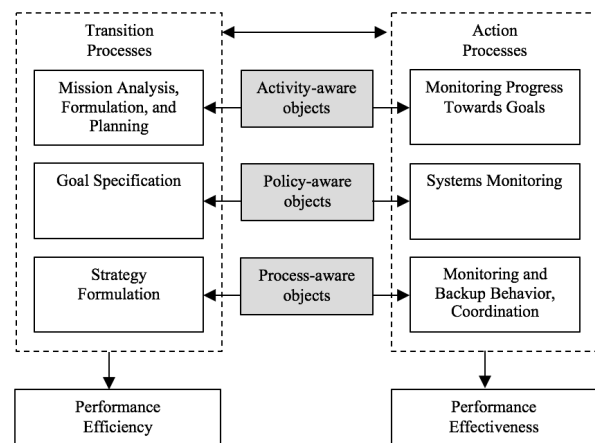 Transition
Processes
Action
Processes
Mission Analysis,
Formulation, and
Planning
Activity-aware
objects
Monitoring Progress
Towards Goals
Goal Specification
Policy-aware
objects
Systems Monitoring
Strategy
Formulation
Process-aware
objects
Monitoring and
Backup Behavior,
Coordination
Performance
Efficiency
Performance
Effectiveness